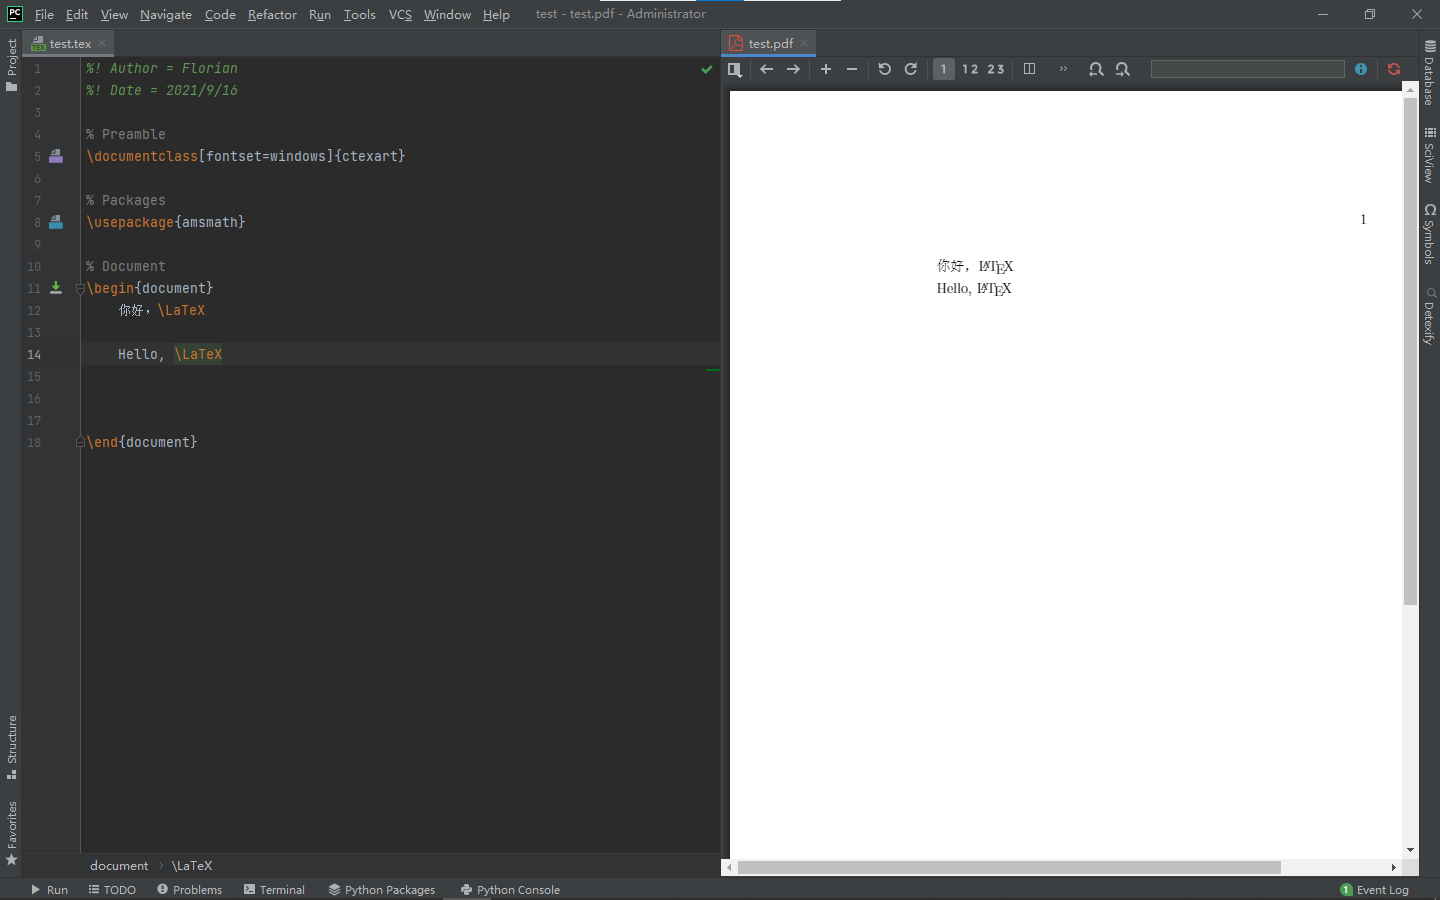 PC File Edit View Navigate Code Refactor Run Tools VCS Window Help test - test.pdf - Administrator
Project
test.tex
test.pdf
1 %! Author = Florian
2 %! Date = 2021/9/16
3
4 % Preamble
5 \documentclass[fontset=windows]{ctexart}
6
7 % Packages
8 \usepackage{amsmath}
9
10 % Document
11 \begin{document}
12 你好，\LaTeX
13
14 Hello, \LaTeX
15
16
17
18 \end{document}
1 12 23
1
你好，LATEX
Hello, LATEX
Database
SciView
Symbols
Detexify
Structure
Favorites
document › \LaTeX
Run TODO Problems Terminal Python Packages Python Console 1 Event Log